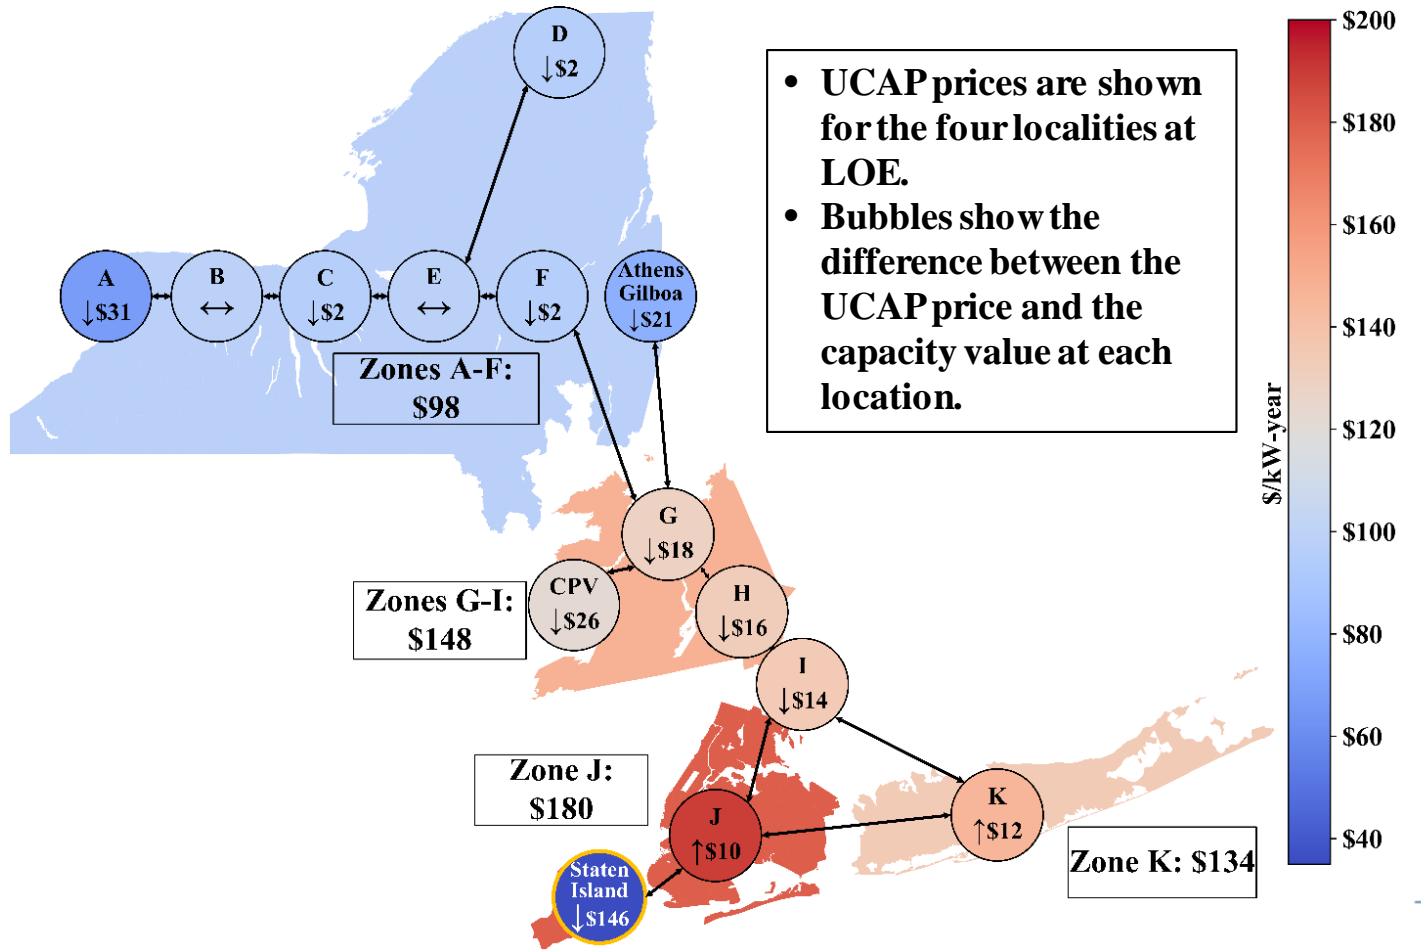 D
↓$2
• UCAP prices are shown
for the four localities at
LOE.
• Bubbles show the
difference between the
UCAP price and the
capacity value at each
location.
A
↓$31
B
↔
C
↓$2
E
↔
F
↓$2
Athens
Gilboa
↓$21
Zones A-F:
$98
G
↓$18
CPV
↓$26
H
↓$16
Zones G-I:
$148
I
↓$14
Zone J:
$180
J
↑$10
K
↑$12
Zone K: $134
Staten
Island
↓$146
$/kW-year
$200
$180
$160
$140
$120
$100
$80
$60
$40